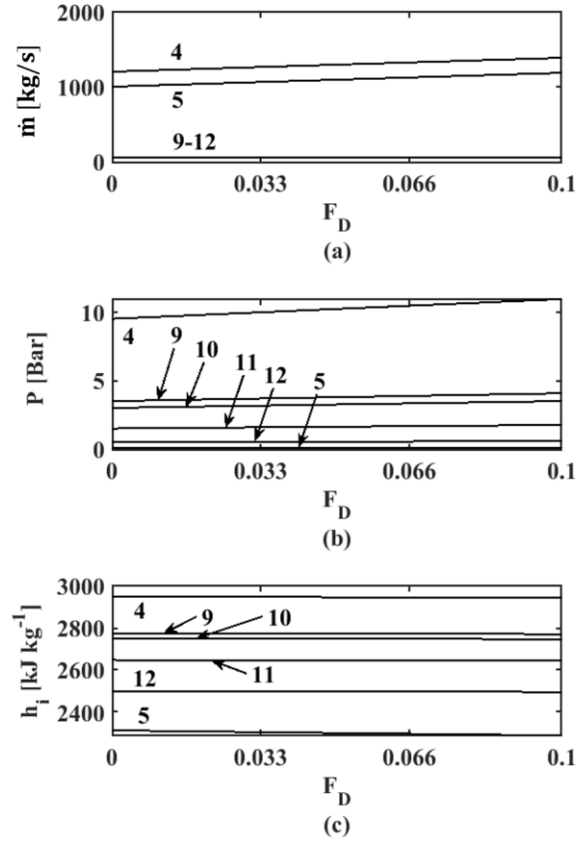 2000
4
1000
5
9-12
0
ṁ [kg/s]
0 0.033 0.066 0.1
F_D
(a)
10
4 9 10 11 12 5
5
0
P [Bar]
0 0.033 0.066 0.1
F_D
(b)
3000
4 9 10
2800
2600
11
12
2400
5
h_i [kJ kg⁻¹]
0 0.033 0.066 0.1
F_D
(c)